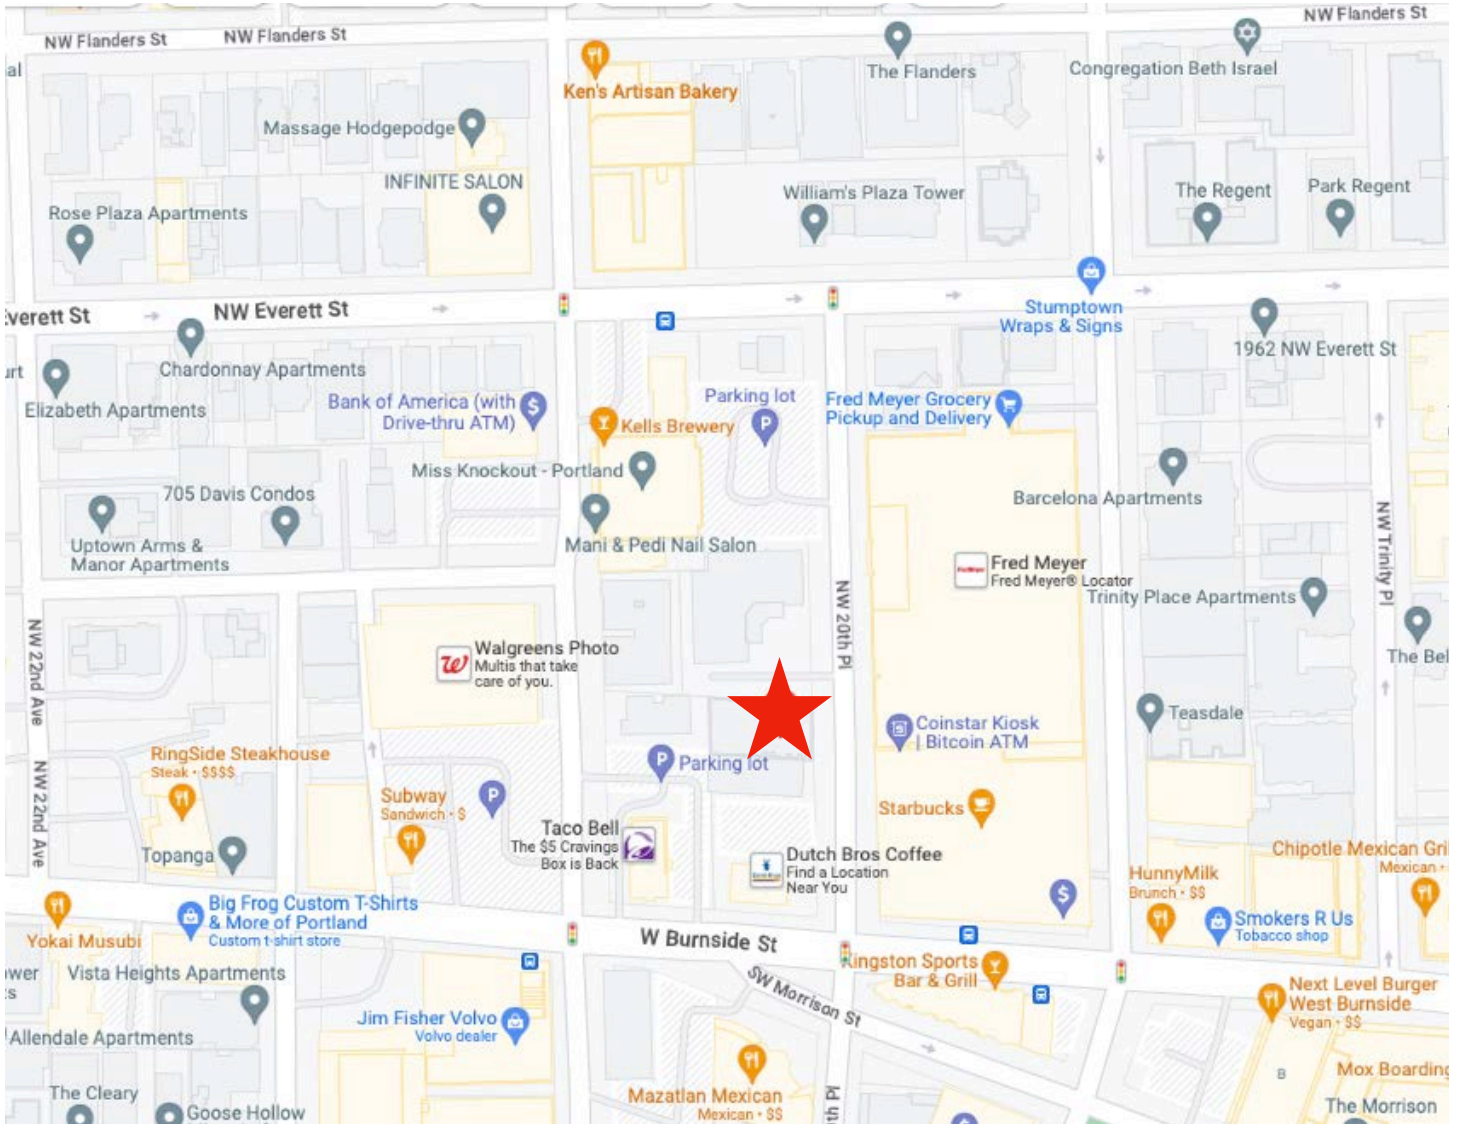 NW Flanders St
NW Flanders St
NW Flanders St
al
Ken's Artisan Bakery
The Flanders
Congregation Beth Israel
Massage Hodgepodge
INFINITE SALON
Rose Plaza Apartments
William's Plaza Tower
The Regent
Park Regent
Everett St
NW Everett St
Stumptown
Wraps & Signs
1962 NW Everett St
Chardonnay Apartments
urt
Elizabeth Apartments
Bank of America (with
Drive-thru ATM)
$
Parking lot
P
Fred Meyer Grocery
Pickup and Delivery
Kells Brewery
Miss Knockout - Portland
705 Davis Condos
Barcelona Apartments
Uptown Arms &
Manor Apartments
Mani & Pedi Nail Salon
NW Trinity Pl
Fred Meyer
Fred Meyer® Locator
Trinity Place Apartments
NW 20th Pl
NW 22nd Ave
Walgreens Photo
Multis that take
care of you.
W
The Bel
Teasdale
Coinstar Kiosk
| Bitcoin ATM
RingSide Steakhouse
Steak · $$$$
P
Parking lot
NW 22nd Ave
Subway
Sandwich · $
P
Starbucks
Taco Bell
The $5 Cravings
Box is Back
Topanga
Dutch Bros Coffee
Find a Location
Near You
Chipotle Mexican Gri
Mexican ·
HunnyMilk
Brunch · $$
$
Big Frog Custom T-Shirts
& More of Portland
Custom t-shirt store
Smokers R Us
Tobacco shop
Yokai Musubi
W Burnside St
ower
s
Vista Heights Apartments
Kingston Sports
Bar & Grill
SW Morrison St
Next Level Burger
West Burnside
Vegan · $$
Jim Fisher Volvo
Volvo dealer
Allendale Apartments
B
Mox Boarding
The Cleary
Goose Hollow
Mazatlan Mexican
Mexican · $$
th Pl
The Morrison